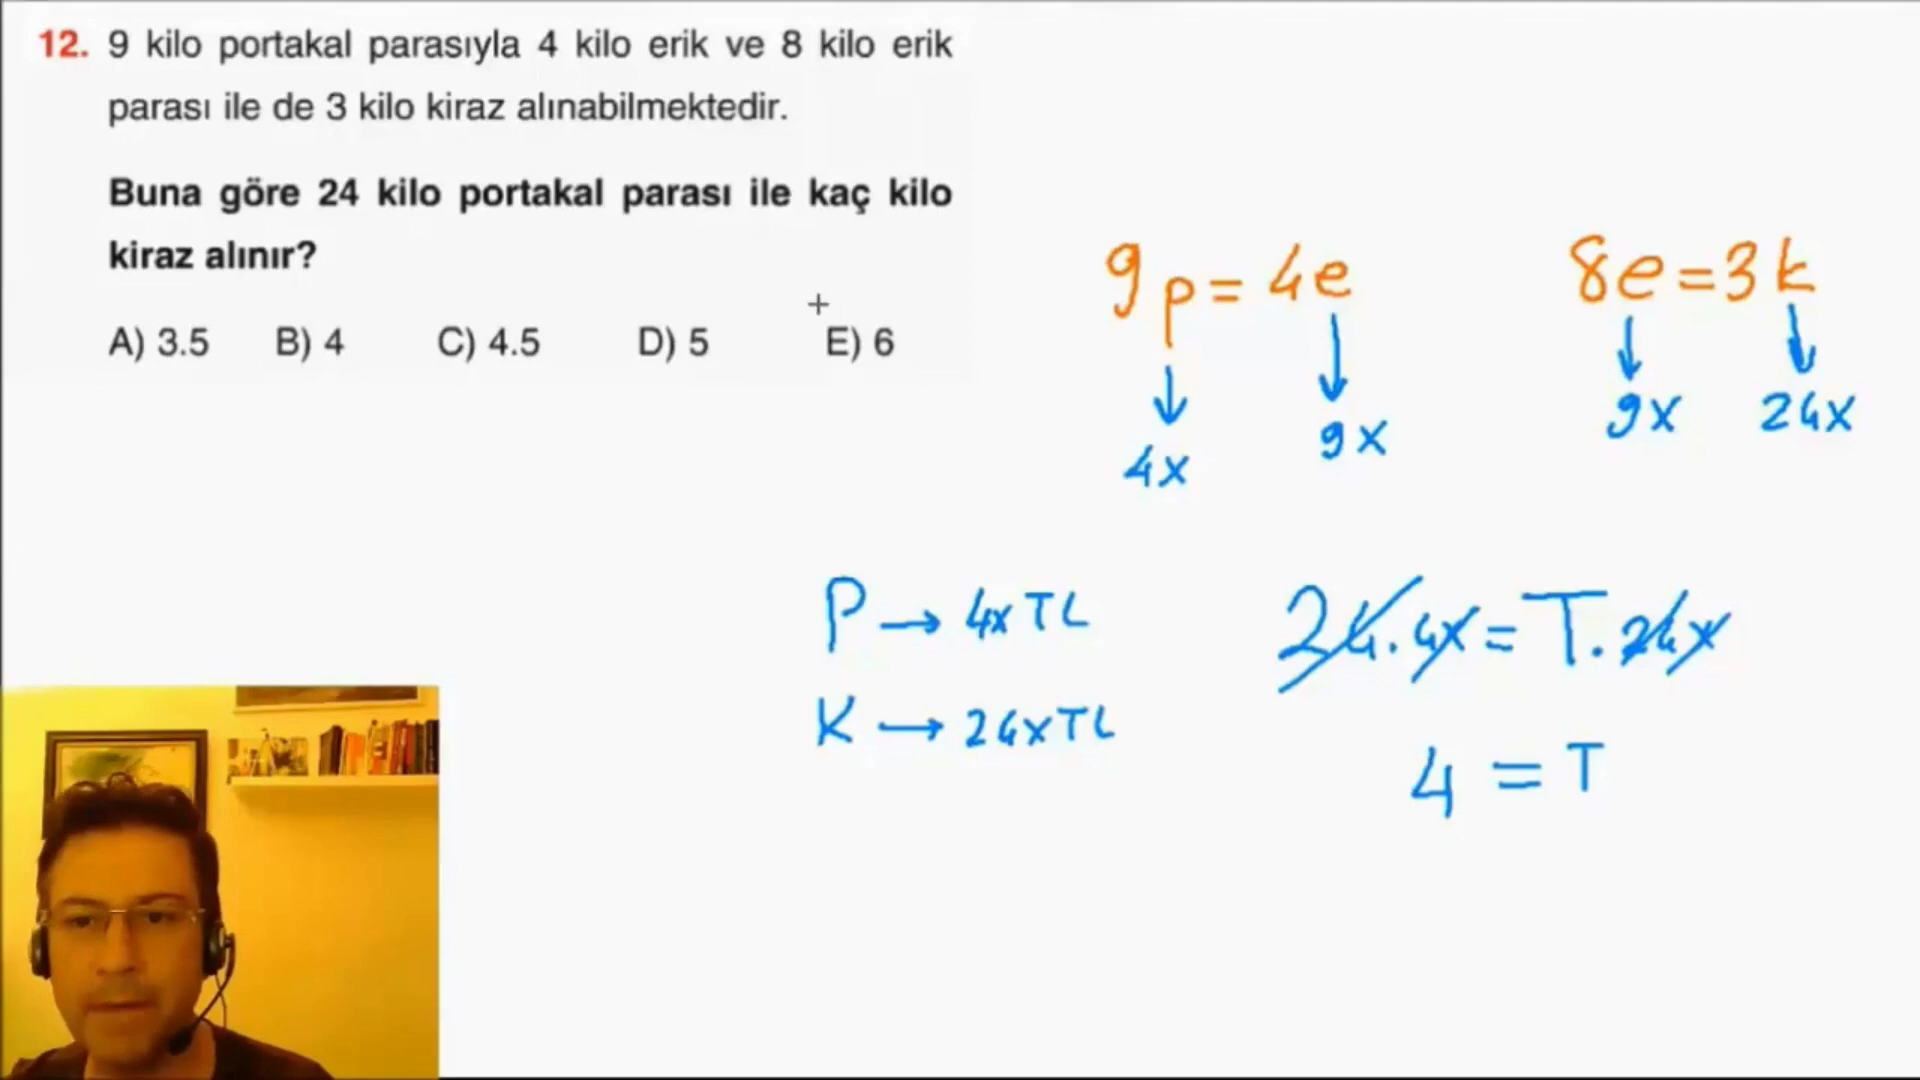 12. 9 kilo portakal parasıyla 4 kilo erik ve 8 kilo erik
parası ile de 3 kilo kiraz alınabilmektedir.
Buna göre 24 kilo portakal parası ile kaç kilo
kiraz alınır?
A) 3.5 B) 4 C) 4.5 D) 5 E) 6
9p = 4e 8e = 3k
4x 9x 9x 24x
P → 4x TL 24.4x = T.24x
K → 24x TL 4 = T